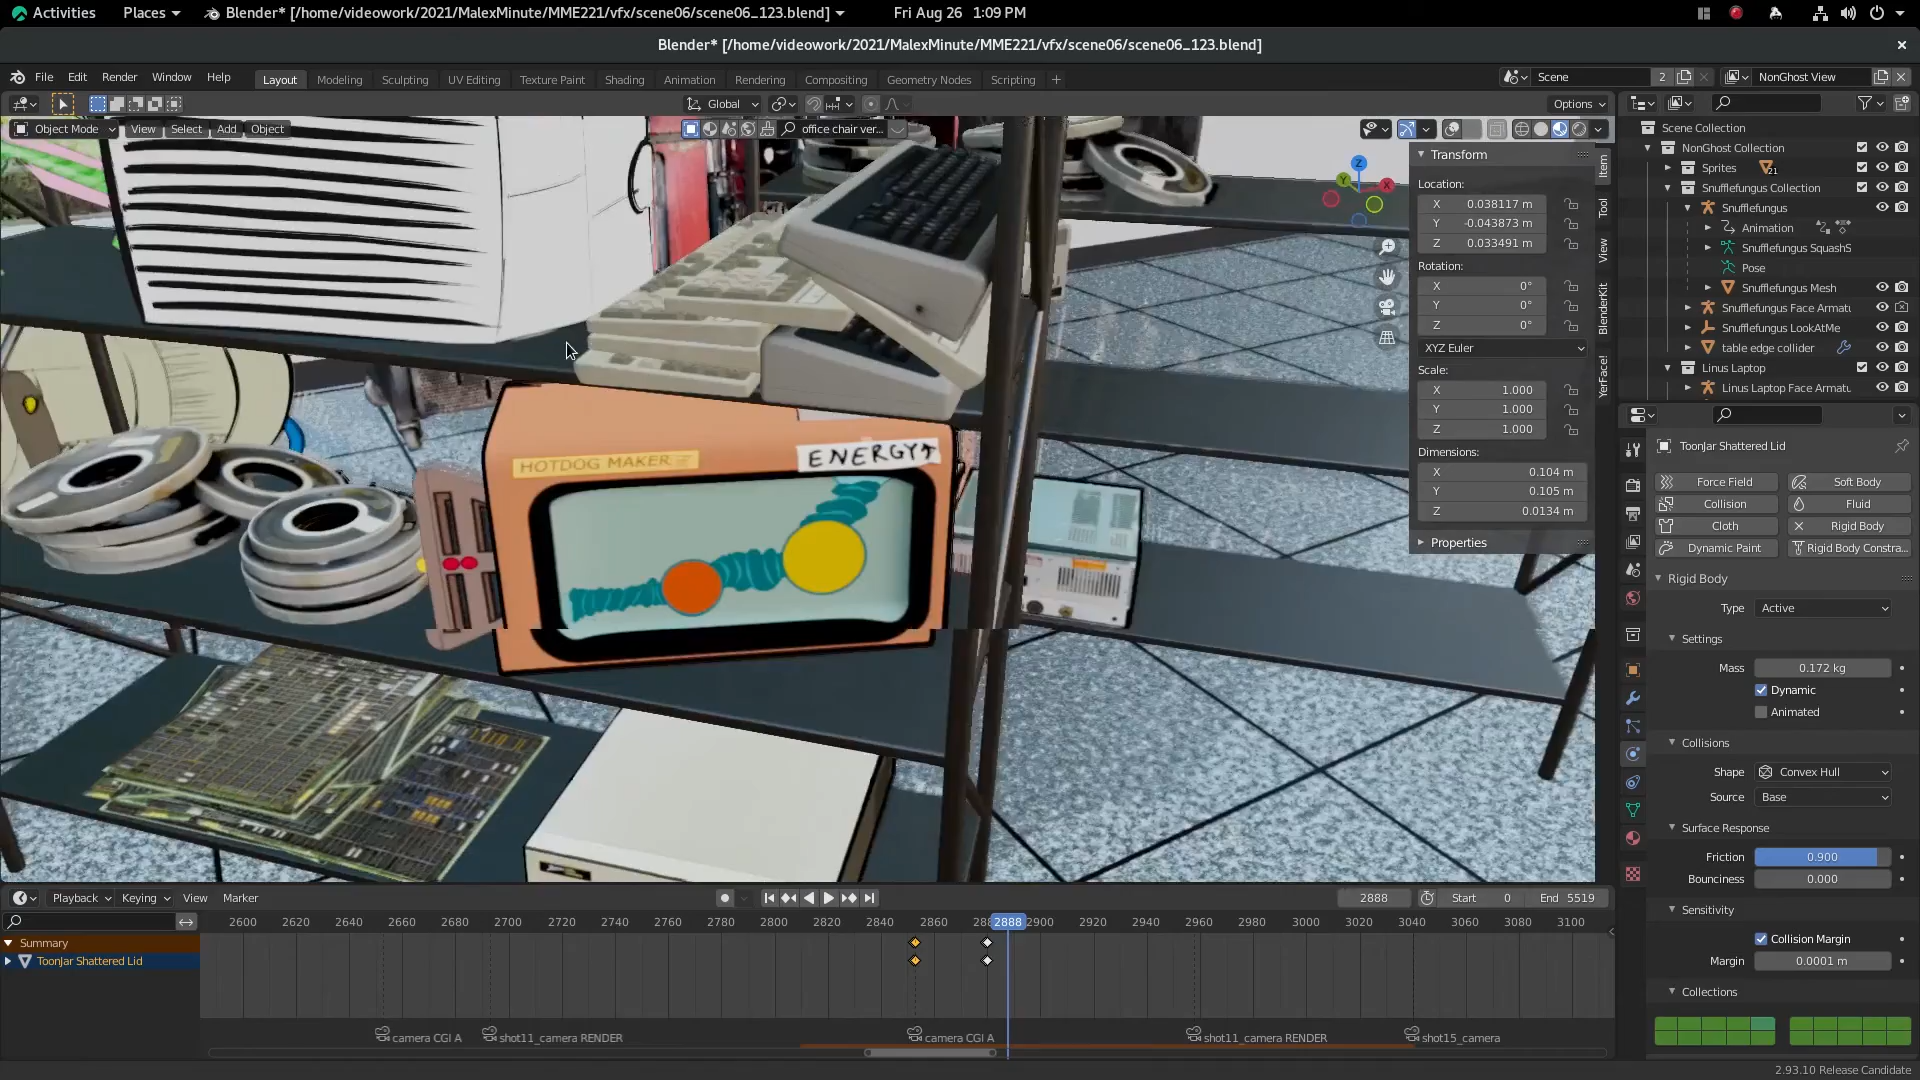 Activities Places Blender* [/home/videowork/2021/MalexMinute/MME221/vfx/scene06/scene06_123.blend] Fri Aug 26 1:09 PM
Blender* [/home/videowork/2021/MalexMinute/MME221/vfx/scene06/scene06_123.blend]
File Edit Render Window Help Layout Modeling Sculpting UV Editing Texture Paint Shading Animation Rendering Compositing Geometry Nodes Scripting + Scene 2 NonGhost View
Global Options
Object Mode View Select Add Object office chair ver...
Z
Y X
Transform
Location:
X 0.038117 m
Y -0.043873 m
Z 0.033491 m
Rotation:
X 0°
Y 0°
Z 0°
XYZ Euler
Scale:
X 1.000
Y 1.000
Z 1.000
Dimensions:
X 0.104 m
Y 0.105 m
Z 0.0134 m
Properties
Item
Tool
View
BlenderKit
YerFace!
HOTDOG MAKER
ENERGY
Scene Collection
NonGhost Collection
Sprites 21
Snufflefungus Collection
Snufflefungus
Animation
Snufflefungus SquashS
Pose
Snufflefungus Mesh
Snufflefungus Face Armatu
Snufflefungus LookAtMe
table edge collider
Linus Laptop
Linus Laptop Face Armatu
ToonJar Shattered Lid
Force Field Soft Body
Collision Fluid
Cloth Rigid Body
Dynamic Paint Rigid Body Constra...
Rigid Body
Type Active
Settings
Mass 0.172 kg
Dynamic
Animated
Collisions
Shape Convex Hull
Source Base
Surface Response
Friction 0.900
Bounciness 0.000
Sensitivity
Collision Margin
Margin 0.0001 m
Collections
Playback Keying View Marker 2888 Start 0 End 5519
2600 2620 2640 2660 2680 2700 2720 2740 2760 2780 2800 2820 2840 2860 288 2888 2900 2920 2940 2960 2980 3000 3020 3040 3060 3080 3100
Summary
ToonJar Shattered Lid
camera CGI A shot11_camera RENDER camera CGI A shot11_camera RENDER shot15_camera
2.93.10 Release Candidate